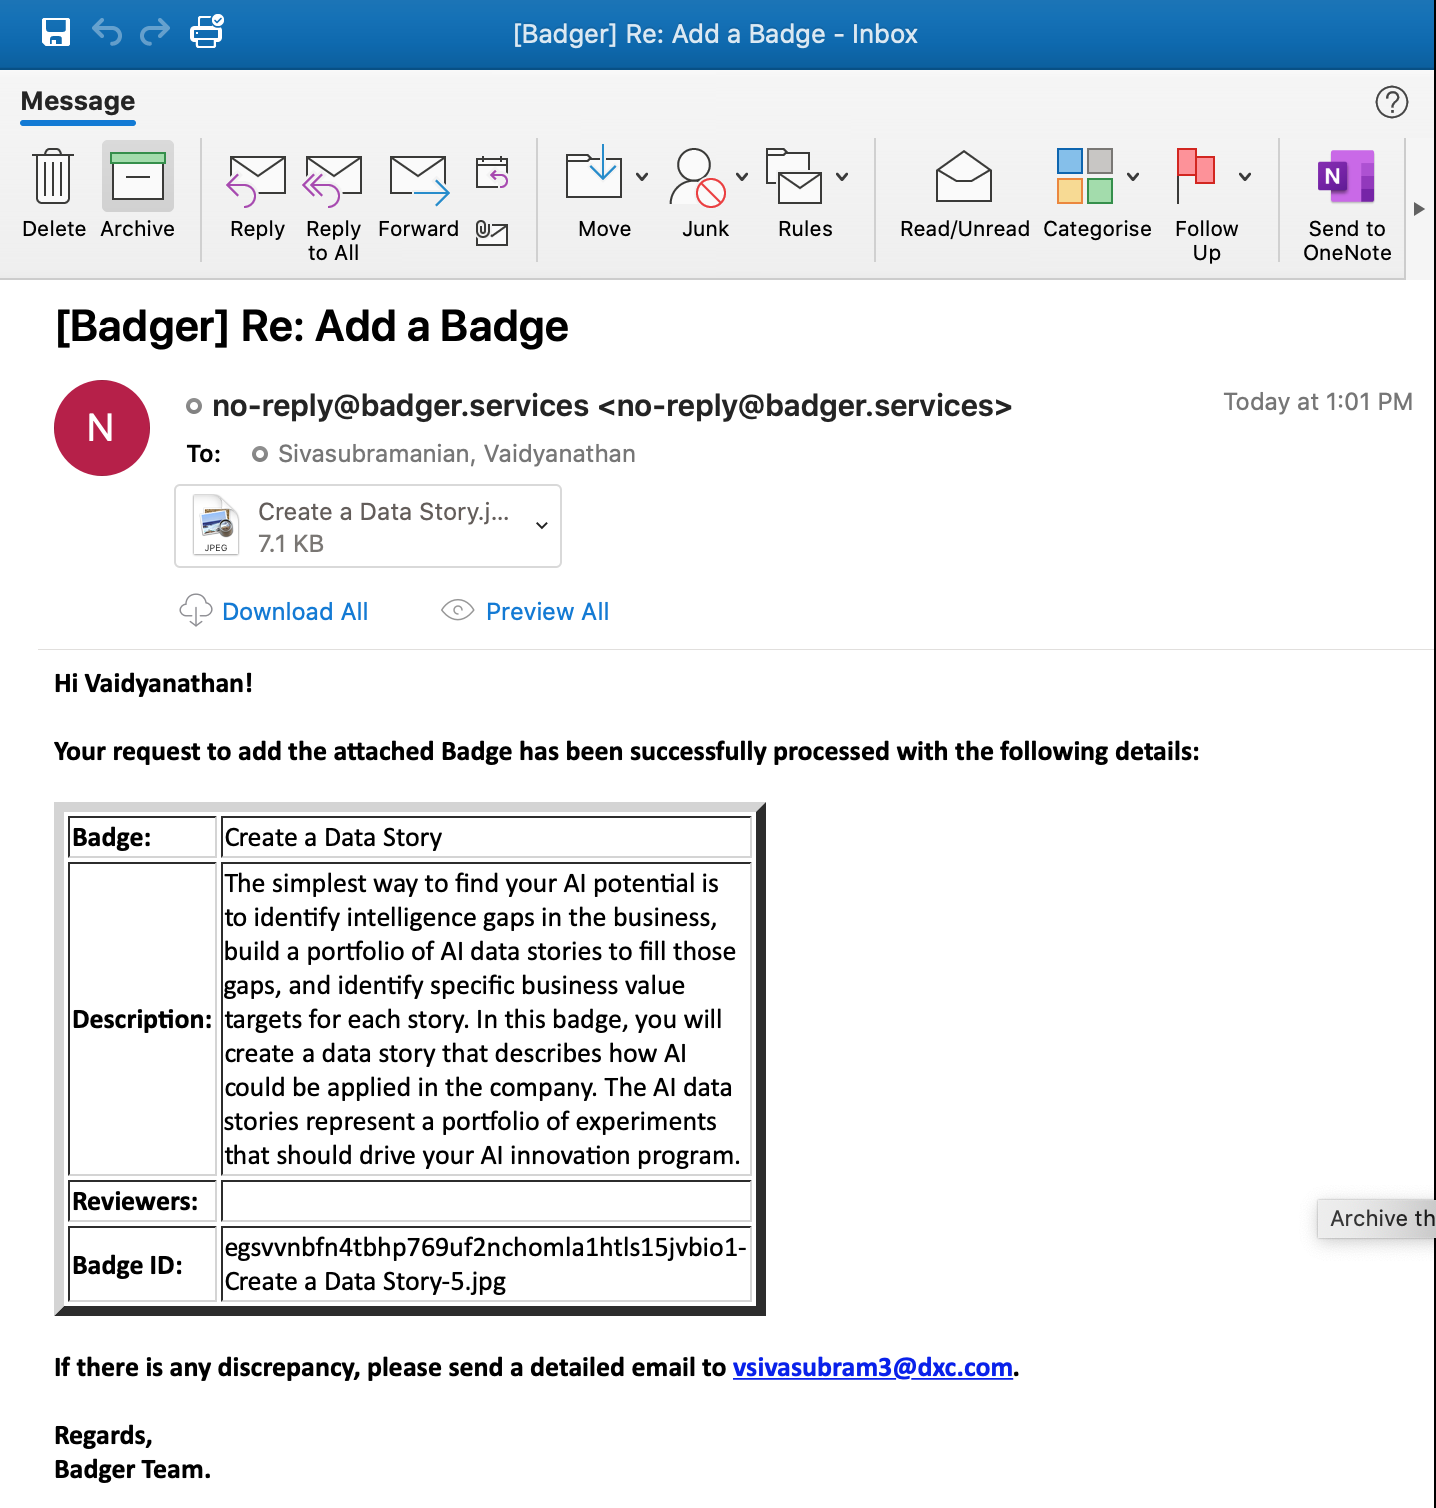 [Badger] Re: Add a Badge - Inbox
Message
?
Delete
Archive
Reply
Reply
to All
Forward
Move
Junk
Rules
Read/Unread
Categorise
Follow
Up
N
Send to
OneNote
[Badger] Re: Add a Badge
N
no-reply@badger.services <no-reply@badger.services>
Today at 1:01 PM
To: Sivasubramanian, Vaidyanathan
JPEG
Create a Data Story.j...
7.1 KB
Download All
Preview All
Hi Vaidyanathan!
Your request to add the attached Badge has been successfully processed with the following details:
Badge:
Create a Data Story
Description:
The simplest way to find your AI potential is
to identify intelligence gaps in the business,
build a portfolio of AI data stories to fill those
gaps, and identify specific business value
targets for each story. In this badge, you will
create a data story that describes how AI
could be applied in the company. The AI data
stories represent a portfolio of experiments
that should drive your AI innovation program.
Reviewers:
Badge ID:
egsvvnbfn4tbhp769uf2nchomla1htls15jvbio1-
Create a Data Story-5.jpg
Archive th
If there is any discrepancy, please send a detailed email to vsivasubram3@dxc.com.
Regards,
Badger Team.